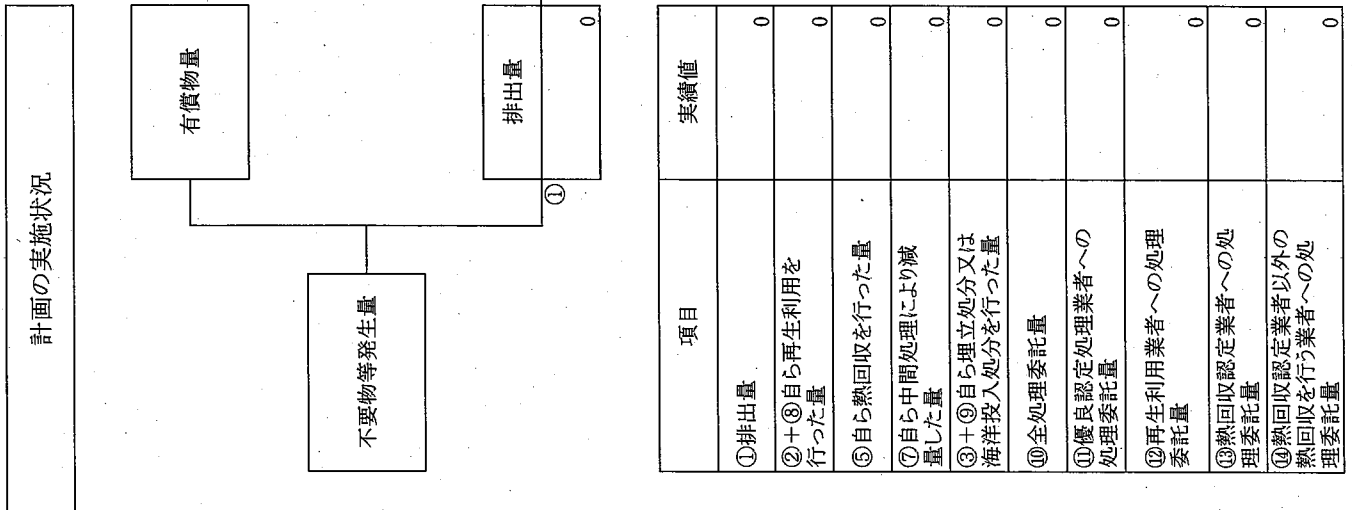 計画の実施状況
有償物量
不要物等発生量
排出量
①
0
項目
実績値
①排出量
0
②+⑧自ら再生利用を
行った量
0
⑤自ら熱回収を行った量
0
⑦自ら中間処理により減
量した量
0
③+⑨自ら埋立処分又は
海洋投入処分を行った量
0
⑩全処理委託量
0
⑪優良認定処理業者への
処理委託量
0
⑫再生利用業者への処理
委託量
0
⑬熱回収認定業者への処
理委託量
0
⑭熱回収認定業者以外の
熱回収を行う業者への処
理委託量
0